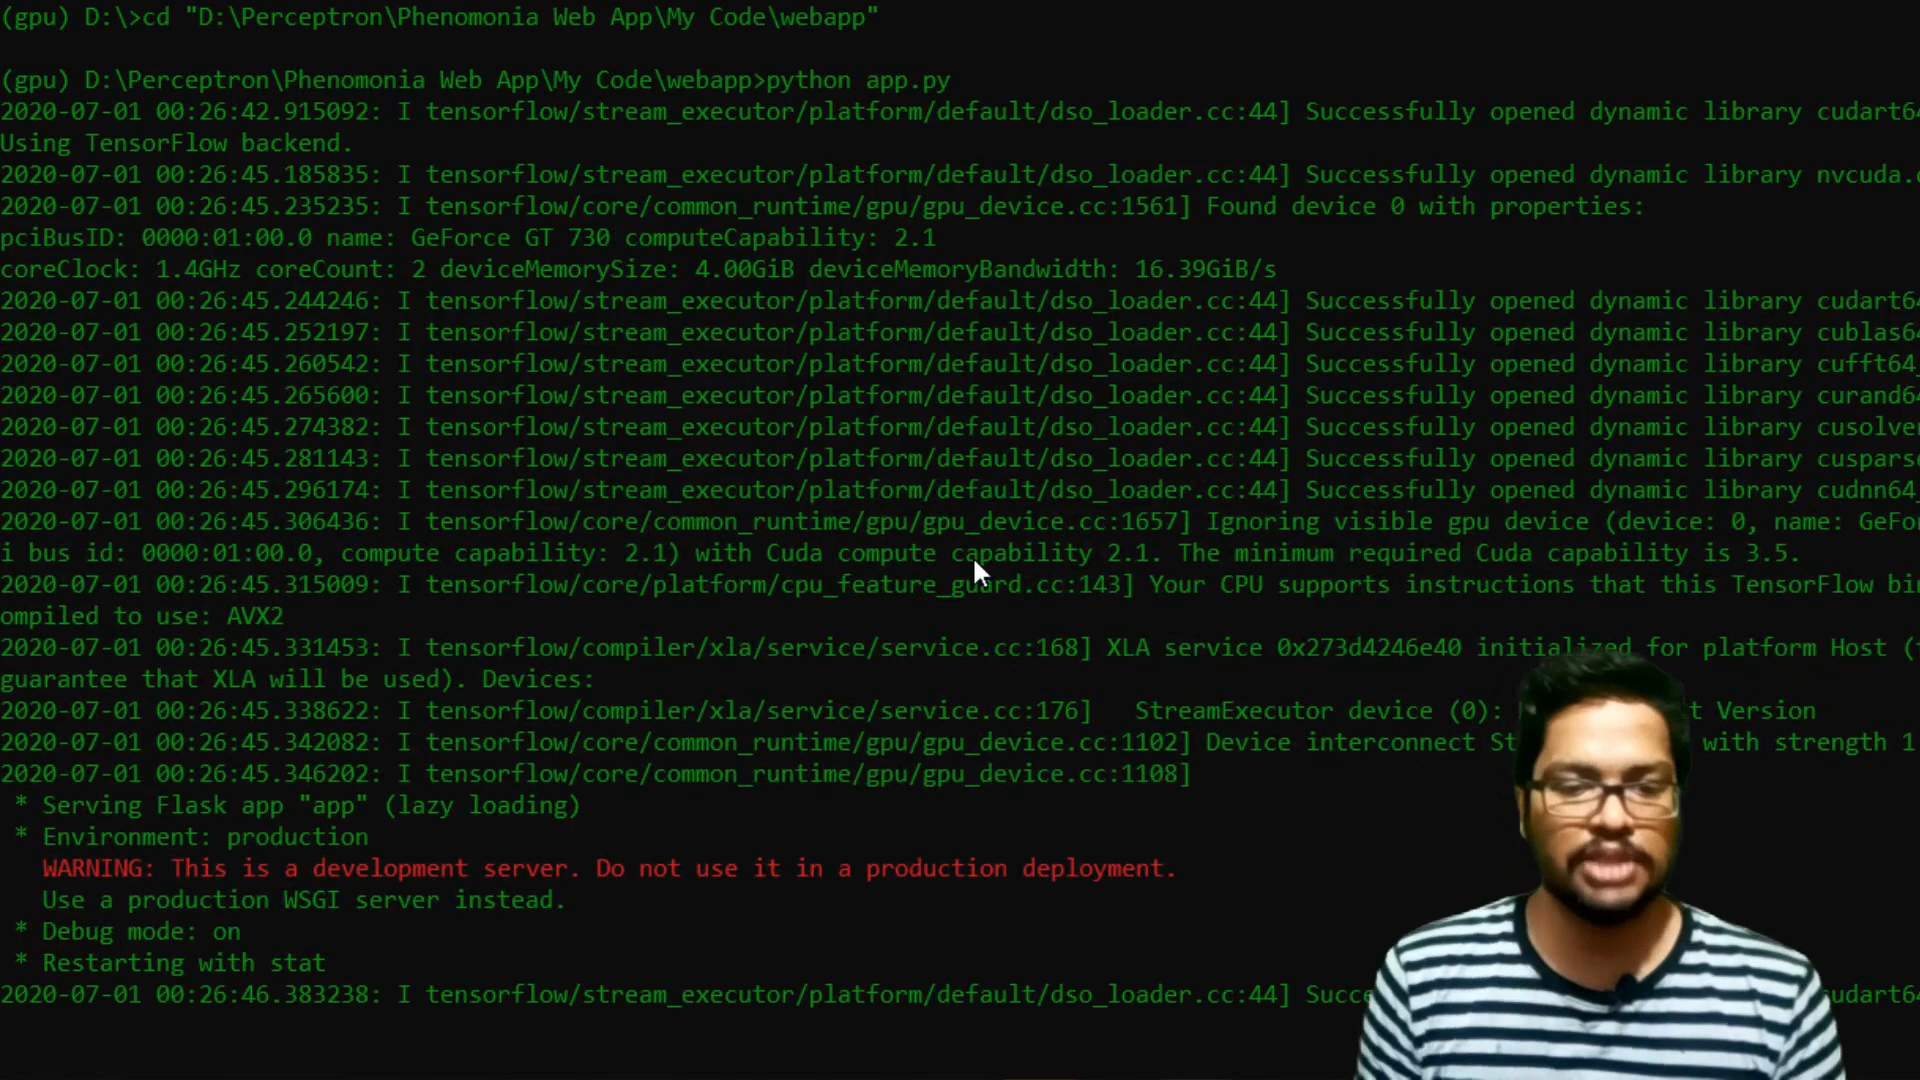 (gpu) D:\>cd "D:\Perceptron\Phenomonia Web App\My Code\webapp"
(gpu) D:\Perceptron\Phenomonia Web App\My Code\webapp>python app.py
2020-07-01 00:26:42.915092: I tensorflow/stream_executor/platform/default/dso_loader.cc:44] Successfully opened dynamic library cudart64
Using TensorFlow backend.
2020-07-01 00:26:45.185835: I tensorflow/stream_executor/platform/default/dso_loader.cc:44] Successfully opened dynamic library nvcuda.
2020-07-01 00:26:45.235235: I tensorflow/core/common_runtime/gpu/gpu_device.cc:1561] Found device 0 with properties:
pciBusID: 0000:01:00.0 name: GeForce GT 730 computeCapability: 2.1
coreClock: 1.4GHz coreCount: 2 deviceMemorySize: 4.00GiB deviceMemoryBandwidth: 16.39GiB/s
2020-07-01 00:26:45.244246: I tensorflow/stream_executor/platform/default/dso_loader.cc:44] Successfully opened dynamic library cudart64
2020-07-01 00:26:45.252197: I tensorflow/stream_executor/platform/default/dso_loader.cc:44] Successfully opened dynamic library cublas64
2020-07-01 00:26:45.260542: I tensorflow/stream_executor/platform/default/dso_loader.cc:44] Successfully opened dynamic library cufft64_
2020-07-01 00:26:45.265600: I tensorflow/stream_executor/platform/default/dso_loader.cc:44] Successfully opened dynamic library curand64
2020-07-01 00:26:45.274382: I tensorflow/stream_executor/platform/default/dso_loader.cc:44] Successfully opened dynamic library cusolver
2020-07-01 00:26:45.281143: I tensorflow/stream_executor/platform/default/dso_loader.cc:44] Successfully opened dynamic library cusparse
2020-07-01 00:26:45.296174: I tensorflow/stream_executor/platform/default/dso_loader.cc:44] Successfully opened dynamic library cudnn64_
2020-07-01 00:26:45.306436: I tensorflow/core/common_runtime/gpu/gpu_device.cc:1657] Ignoring visible gpu device (device: 0, name: GeFo
i bus id: 0000:01:00.0, compute capability: 2.1) with Cuda compute capability 2.1. The minimum required Cuda capability is 3.5.
2020-07-01 00:26:45.315009: I tensorflow/core/platform/cpu_feature_guard.cc:143] Your CPU supports instructions that this TensorFlow bin
ompiled to use: AVX2
2020-07-01 00:26:45.331453: I tensorflow/compiler/xla/service/service.cc:168] XLA service 0x273d4246e40 initialized for platform Host (
guarantee that XLA will be used). Devices:
2020-07-01 00:26:45.338622: I tensorflow/compiler/xla/service/service.cc:176]   StreamExecutor device (0): t Version
2020-07-01 00:26:45.342082: I tensorflow/core/common_runtime/gpu/gpu_device.cc:1102] Device interconnect St with strength 1
2020-07-01 00:26:45.346202: I tensorflow/core/common_runtime/gpu/gpu_device.cc:1108]
* Serving Flask app "app" (lazy loading)
* Environment: production
WARNING: This is a development server. Do not use it in a production deployment.
Use a production WSGI server instead.
* Debug mode: on
* Restarting with stat
2020-07-01 00:26:46.383238: I tensorflow/stream_executor/platform/default/dso_loader.cc:44] Succ udart64